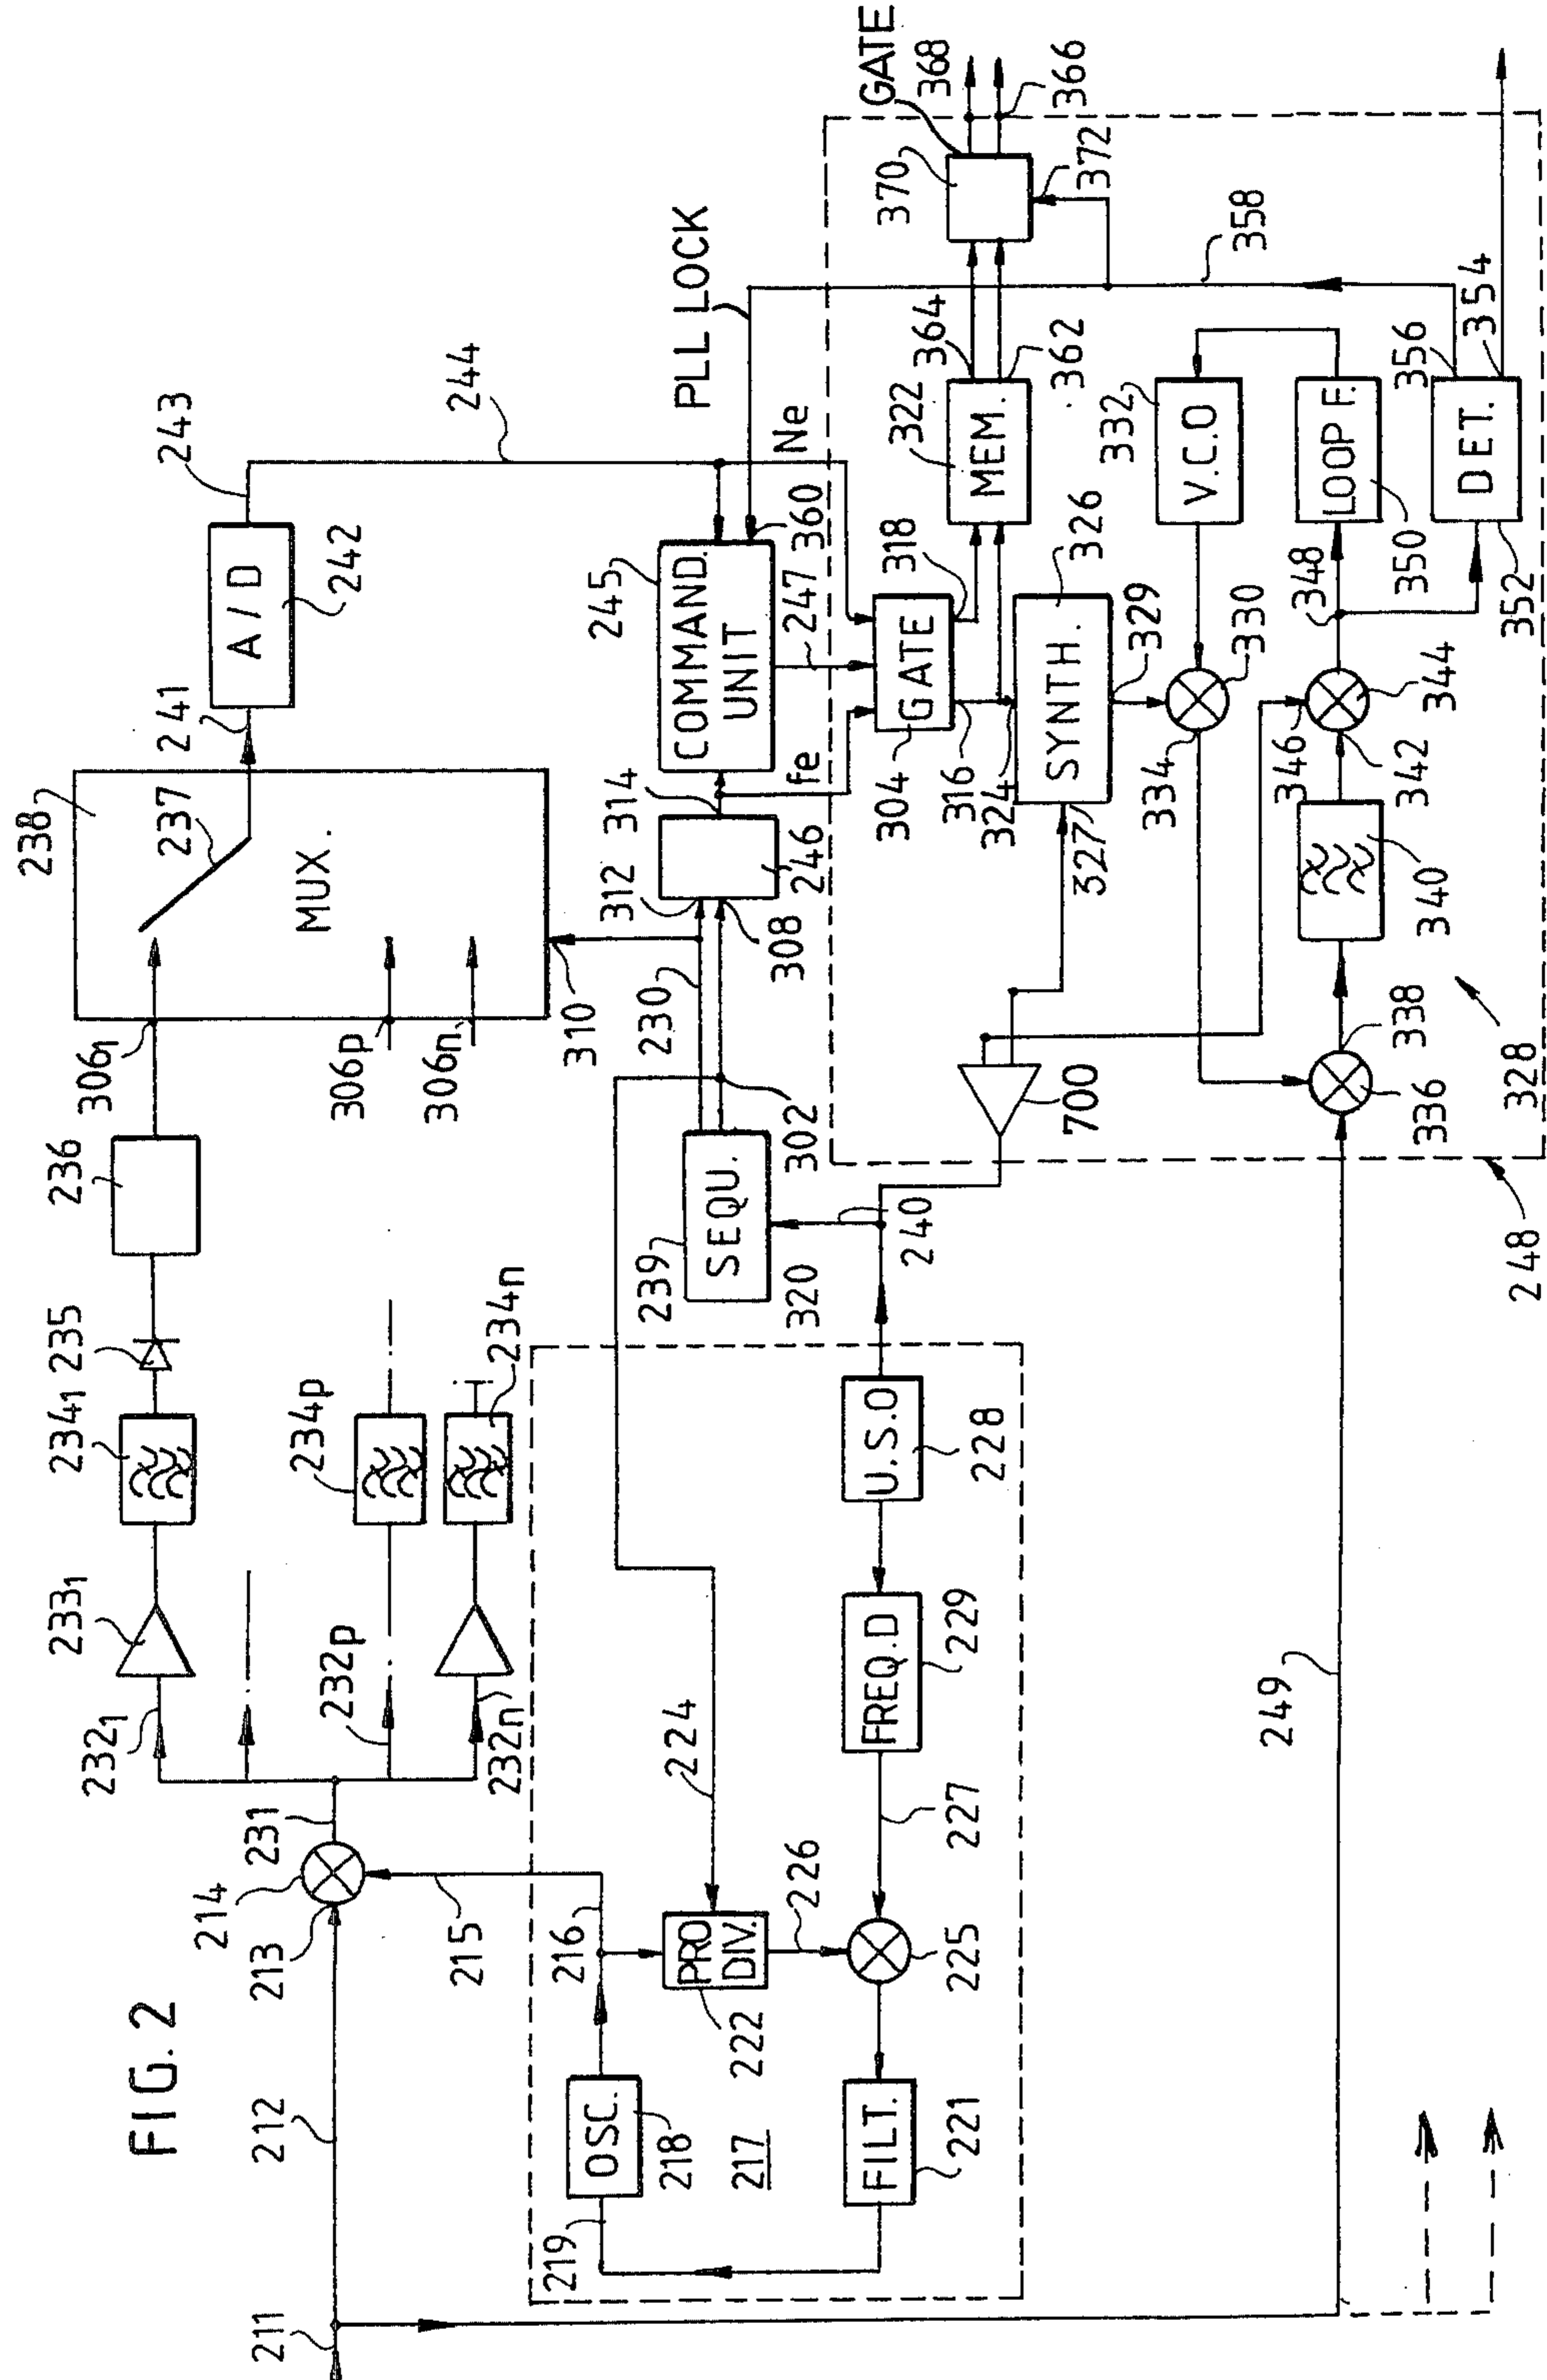 FIG. 2
211
212
213
214
215
216
217
218
OSC.
219
FILT.
221
222
PRO
DIV.
224
225
226
227
FREQ.D
229
U.S.O
228
231
232₁
232p
232n
233₁
234₁
234p
234n
235
236
306₁
306p
306n
238
237
MUX.
310
241
A/D
242
243
244
230
302
239
SEQU.
320
240
312
308
246
314
245
COMMAND.
UNIT
247
360
fe
Ne
PLL LOCK
304
GATE
316
318
322
MEM.
364
362
370
GATE
368
366
372
324
SYNTH.
326
327
329
330
332
V.C.O
334
358
700
336
338
340
342
344
346
348
LOOP F.
350
352
DET.
356
354
328
248
249